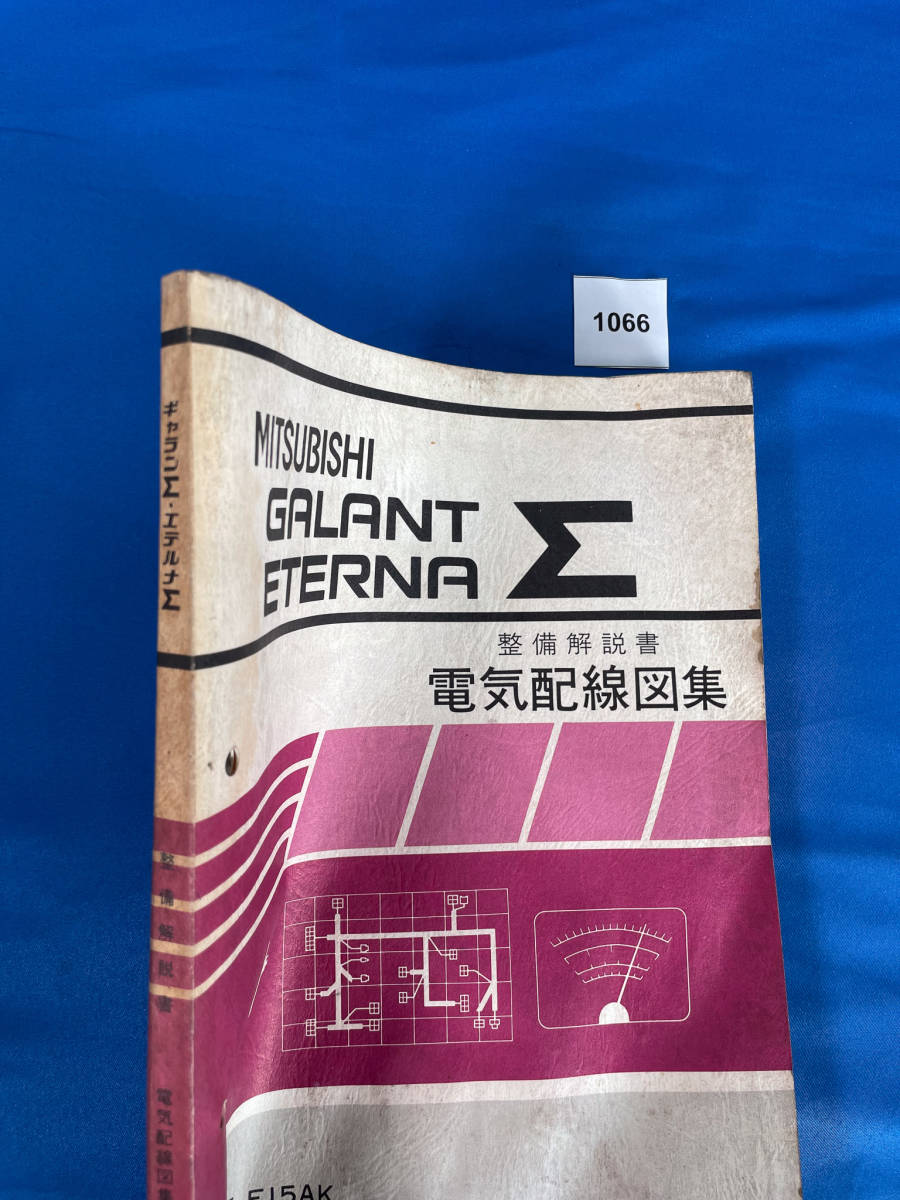 1066
MITSUBISHI
GALANT
ETERNA Σ
整備解説書
電気配線図集
E15AK
ギャランΣ・エテルナΣ
整備解説書
電気配線図集